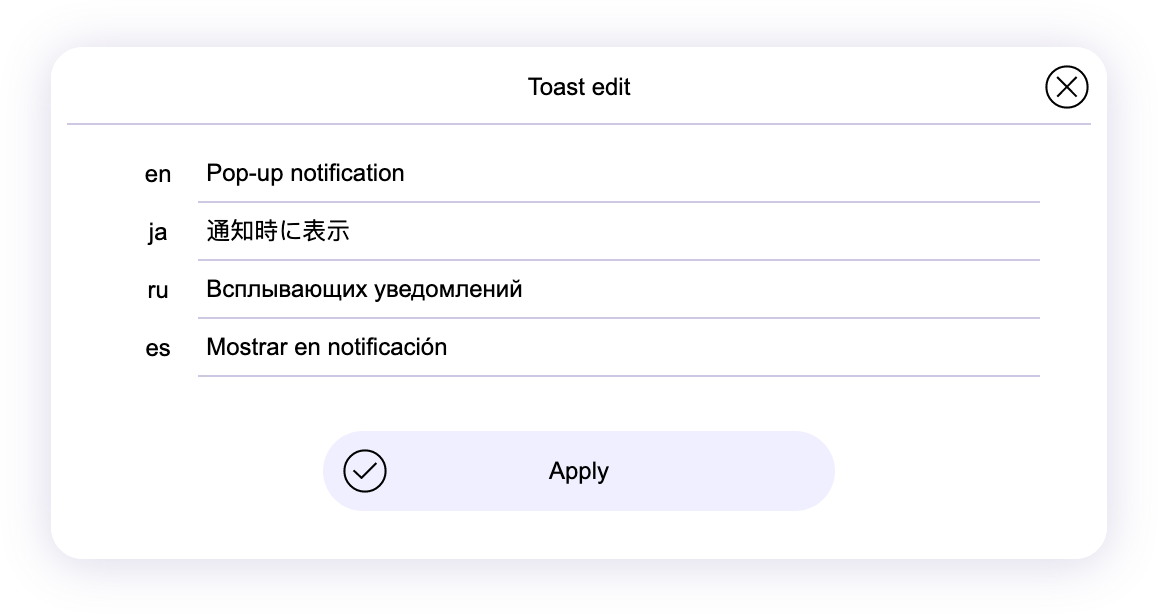 Toast edit
en Pop-up notification
ja 通知時に表示
ru Всплывающих уведомлений
es Mostrar en notificación
Apply